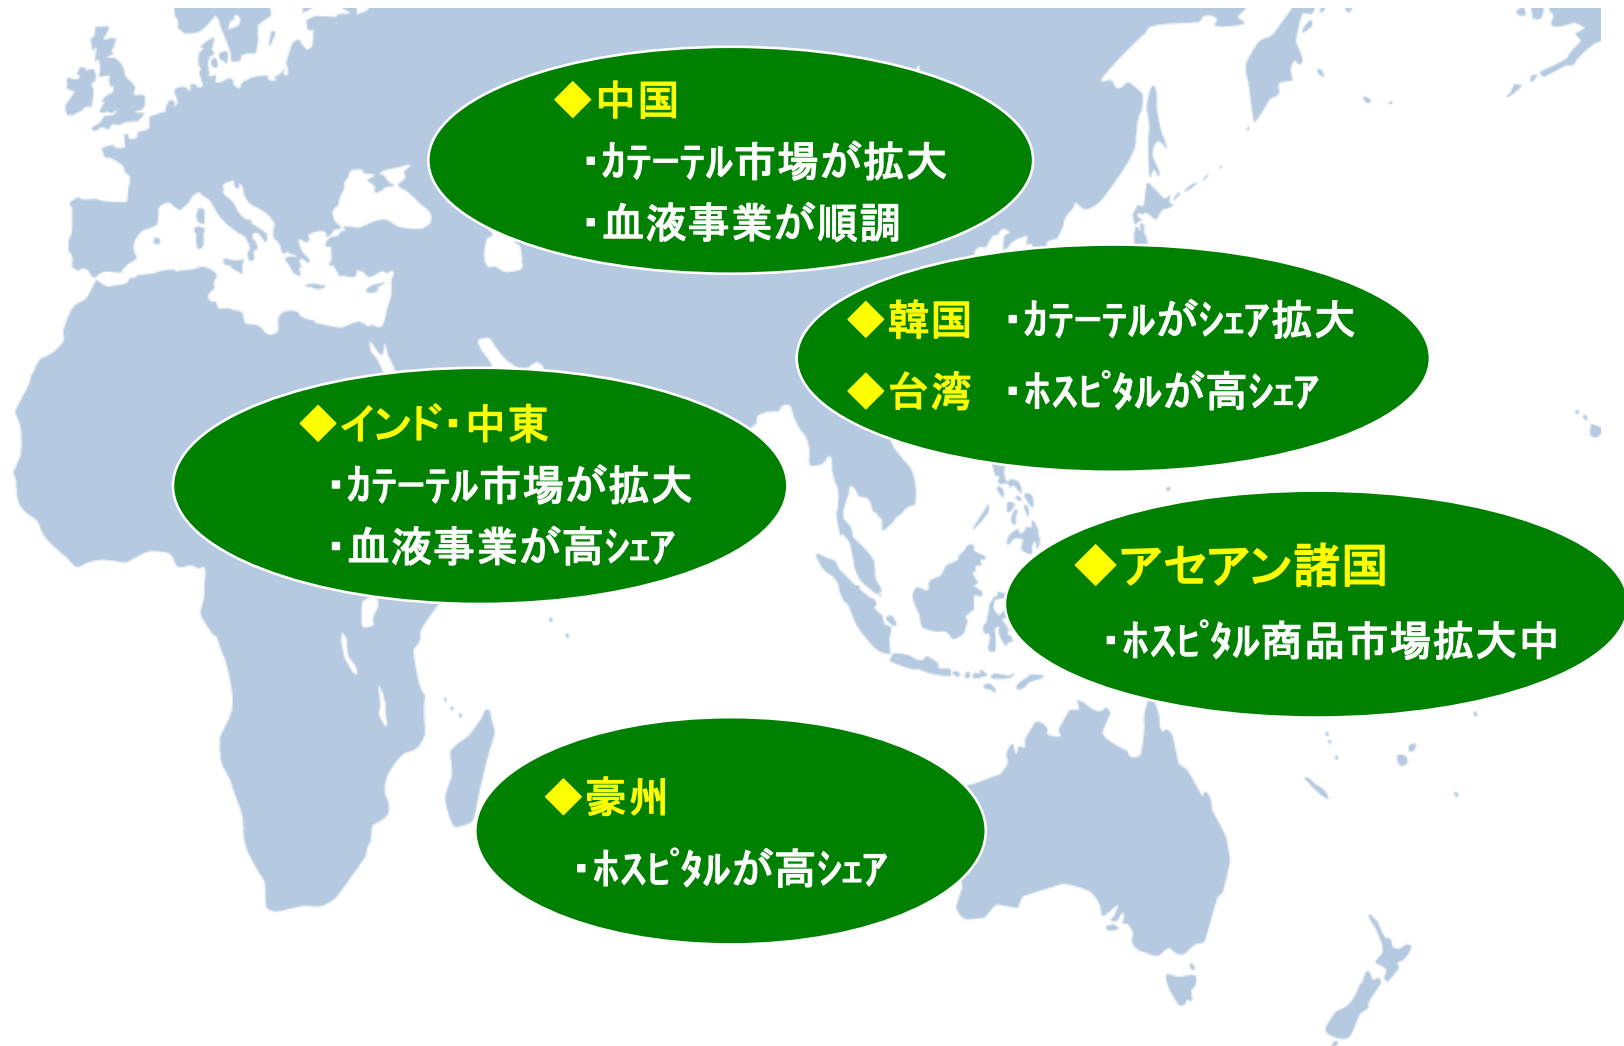 ◆中国
・ｶﾃｰﾃﾙ市場が拡大
・血液事業が順調
◆韓国 ・ｶﾃｰﾃﾙがｼｪｱ拡大
◆台湾 ・ﾎｽﾋﾟﾀﾙが高ｼｪｱ
◆インド・中東
・ｶﾃｰﾃﾙ市場が拡大
・血液事業が高ｼｪｱ
◆アセアン諸国
・ﾎｽﾋﾟﾀﾙ商品市場拡大中
◆豪州
・ﾎｽﾋﾟﾀﾙが高ｼｪｱ